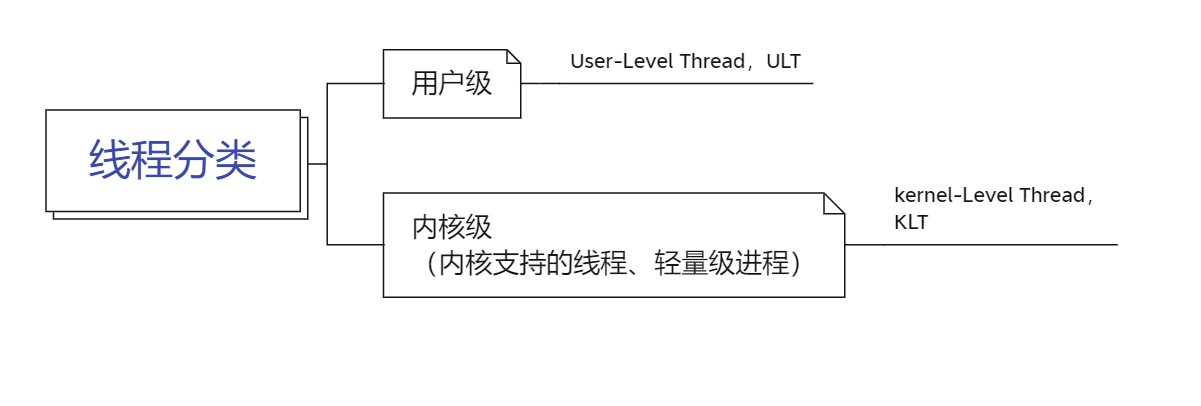 线程分类
用户级
User-Level Thread，ULT
内核级
（内核支持的线程、轻量级进程）
kernel-Level Thread，
KLT